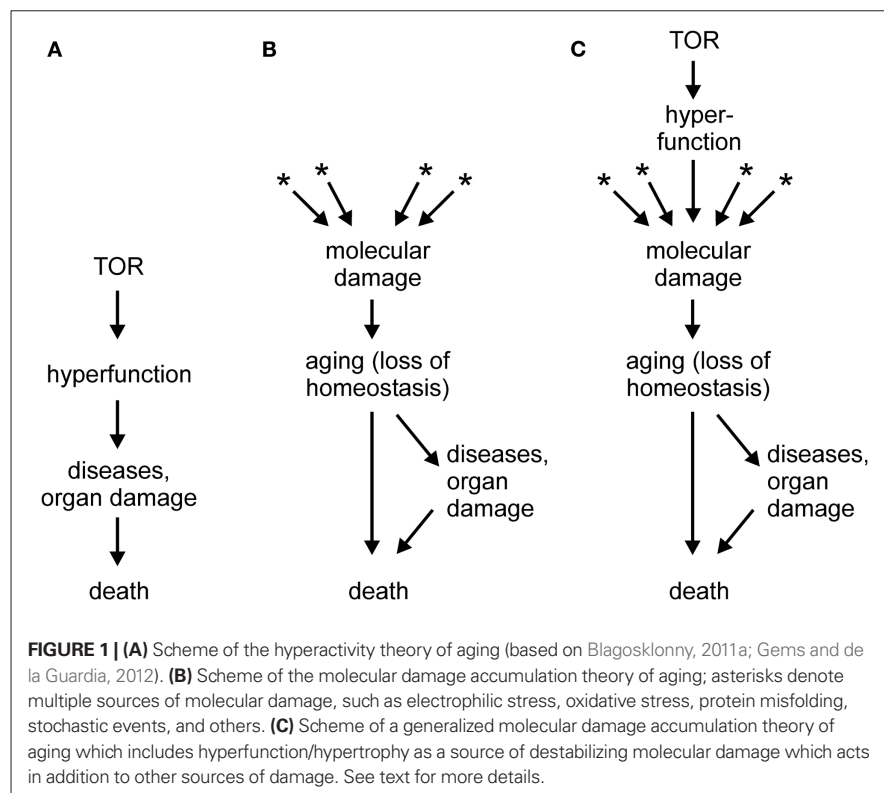 A
TOR
hyperfunction
diseases,
organ damage
death
B
* * * *
molecular
damage
aging (loss of
homeostasis)
diseases,
organ
damage
death
C
TOR
hyper-
function
* * * *
molecular
damage
aging (loss of
homeostasis)
diseases,
organ
damage
death
FIGURE 1 | (A) Scheme of the hyperactivity theory of aging (based on Blagosklonny, 2011a; Gems and de
la Guardia, 2012). (B) Scheme of the molecular damage accumulation theory of aging; asterisks denote
multiple sources of molecular damage, such as electrophilic stress, oxidative stress, protein misfolding,
stochastic events, and others. (C) Scheme of a generalized molecular damage accumulation theory of
aging which includes hyperfunction/hypertrophy as a source of destabilizing molecular damage which acts
in addition to other sources of damage. See text for more details.